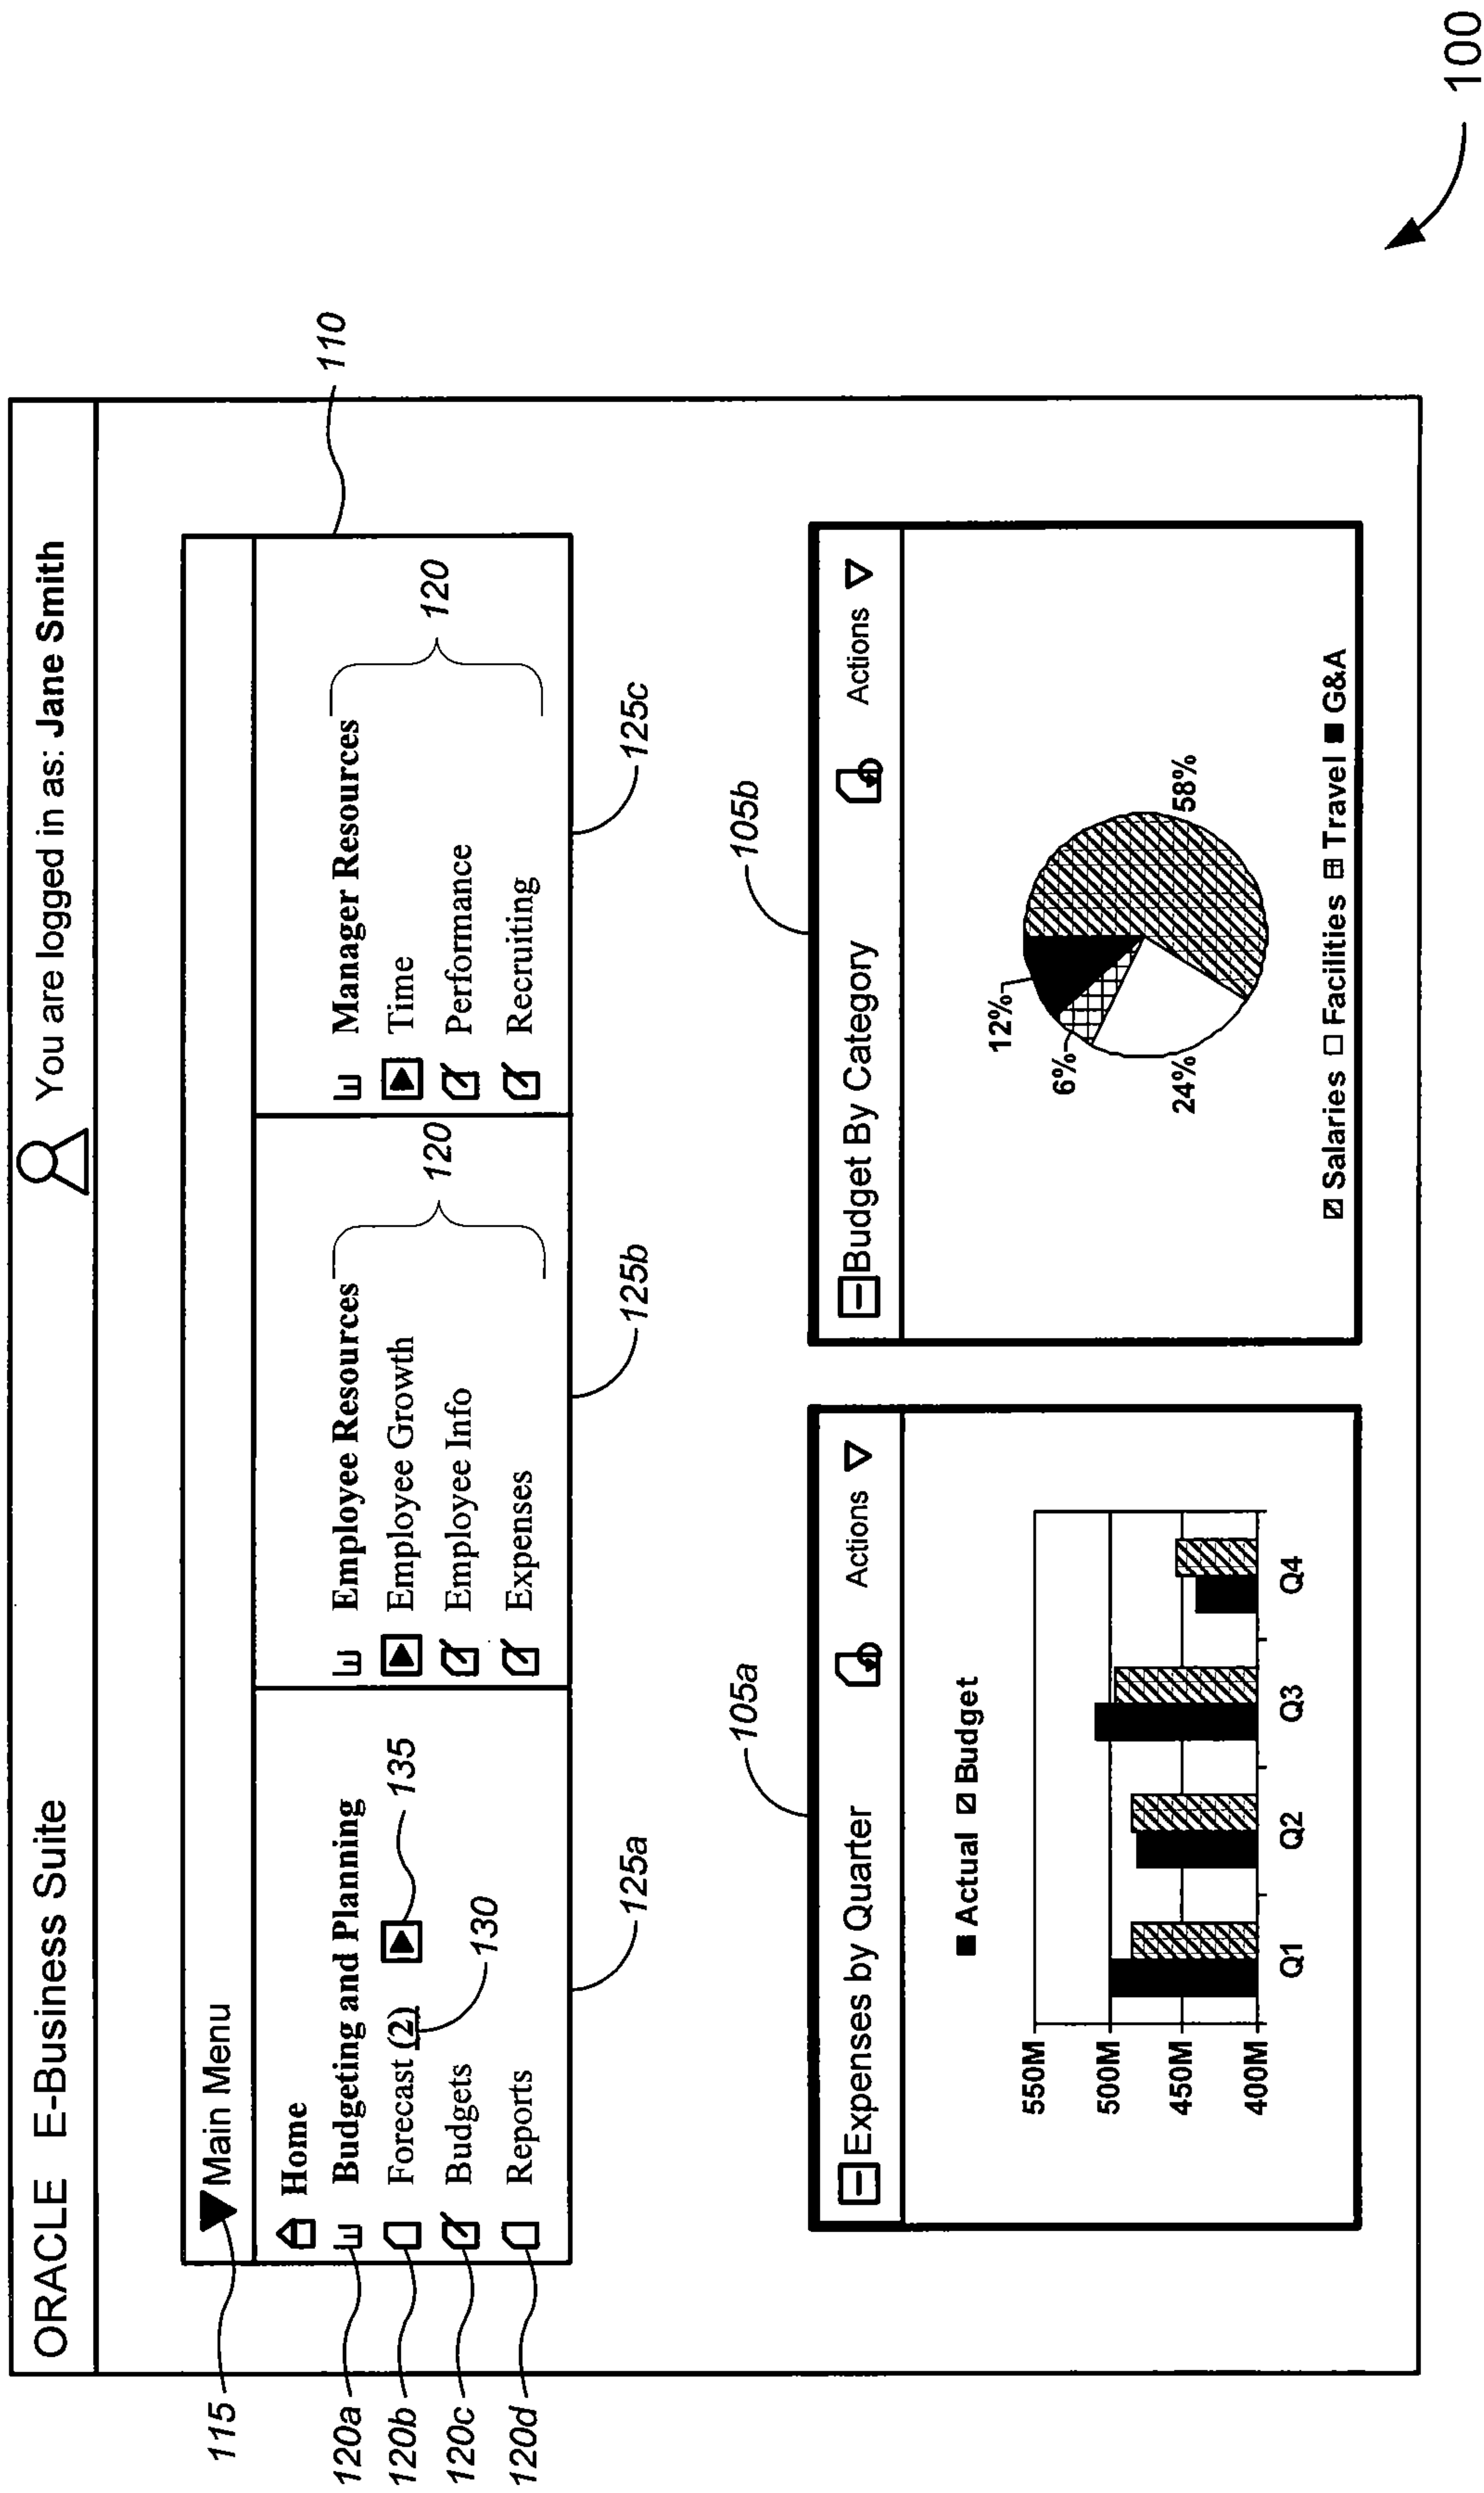 ORACLE E-Business Suite
You are logged in as: Jane Smith
115
Main Menu
110
Home
120a
Budgeting and Planning
Employee Resources
Manager Resources
120b
Forecast (2)
135
Employee Growth
120
Time
120
120c
Budgets
130
Employee Info
Performance
120d
Reports
Expenses
Recruiting
125a
125b
125c
105a
105b
Expenses by Quarter
Actions
Budget By Category
Actions
Actual
Budget
550M
500M
450M
400M
Q1
Q2
Q3
Q4
12%
6%
24%
58%
Salaries
Facilities
Travel
G&A
100